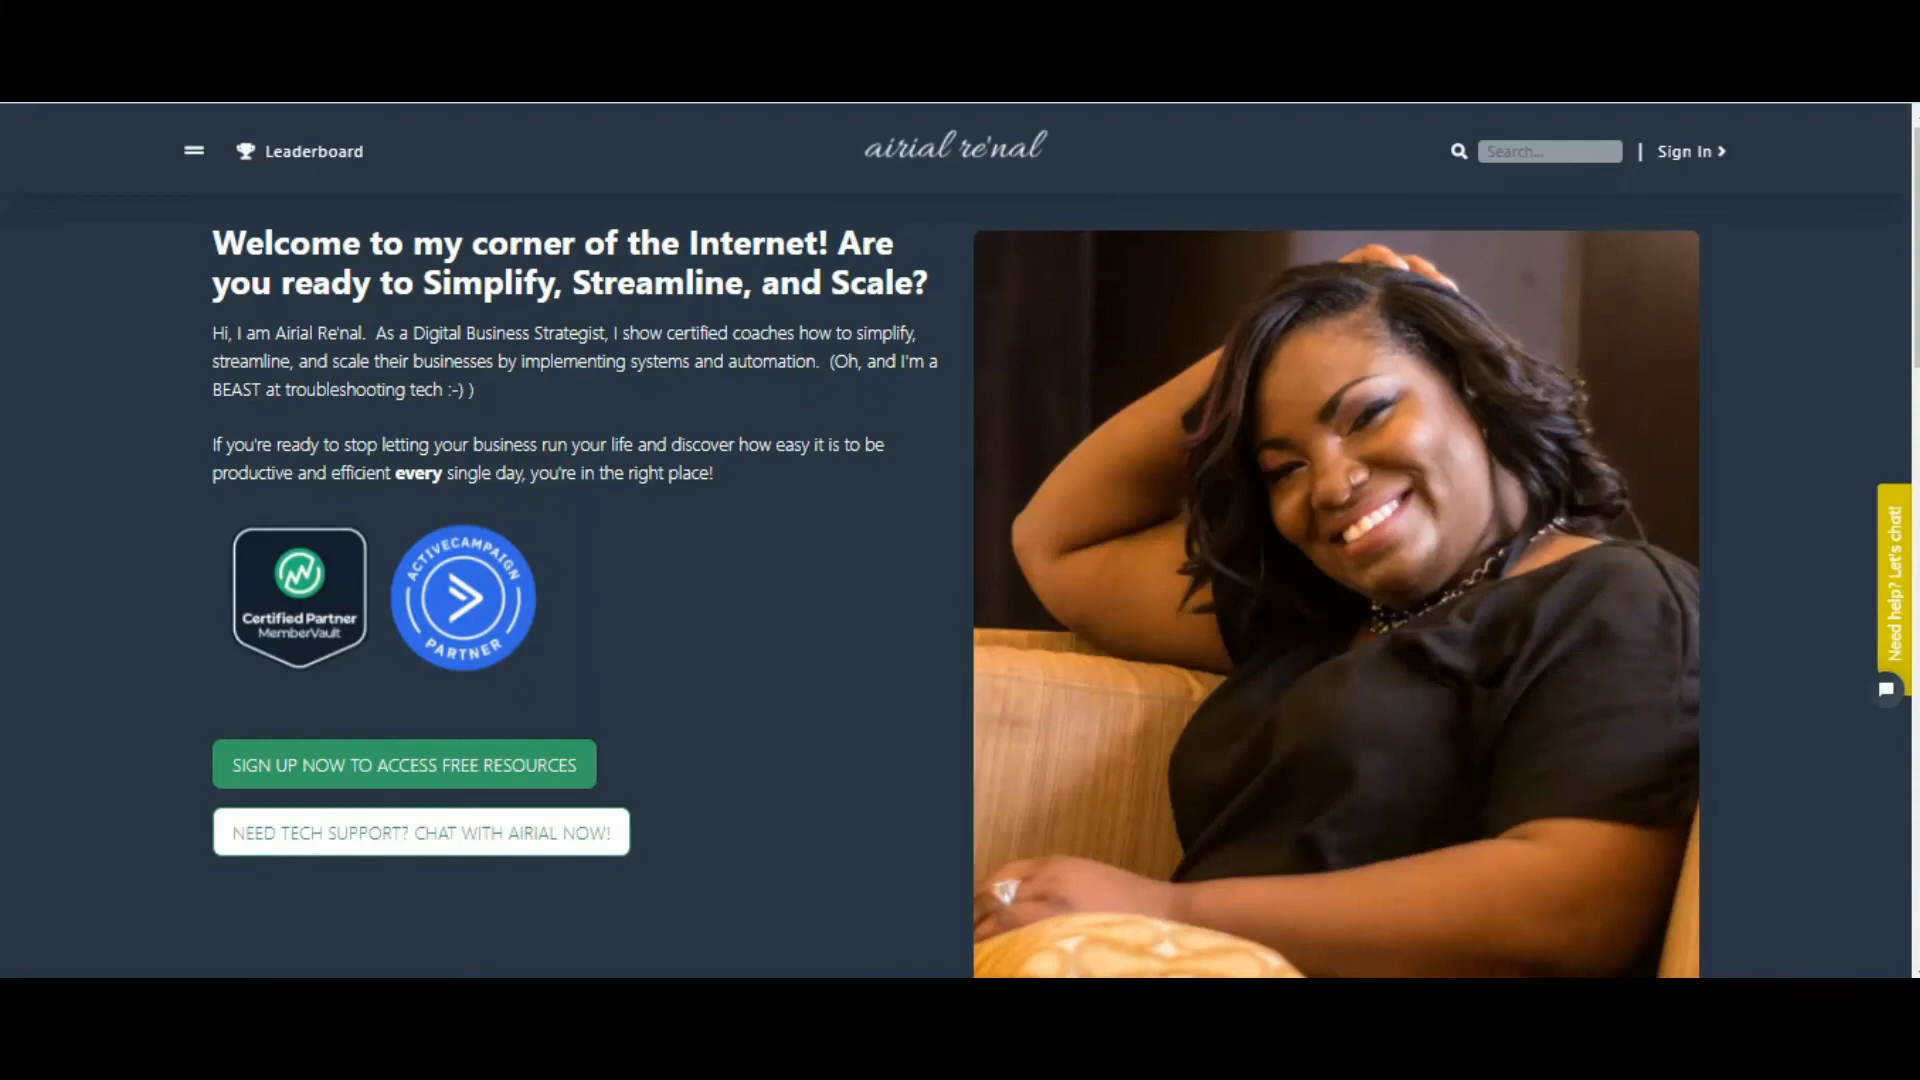 Leaderboard
airial re'nal
Search...
| Sign In >
Welcome to my corner of the Internet! Are
you ready to Simplify, Streamline, and Scale?
Hi, I am Airial Re'nal. As a Digital Business Strategist, I show certified coaches how to simplify,
streamline, and scale their businesses by implementing systems and automation. (Oh, and I'm a
BEAST at troubleshooting tech :-) )
If you're ready to stop letting your business run your life and discover how easy it is to be
productive and efficient every single day, you're in the right place!
Certified Partner
MemberVault
ACTIVECAMPAIGN
PARTNER
SIGN UP NOW TO ACCESS FREE RESOURCES
NEED TECH SUPPORT? CHAT WITH AIRIAL NOW!
Need help? Let's chat!